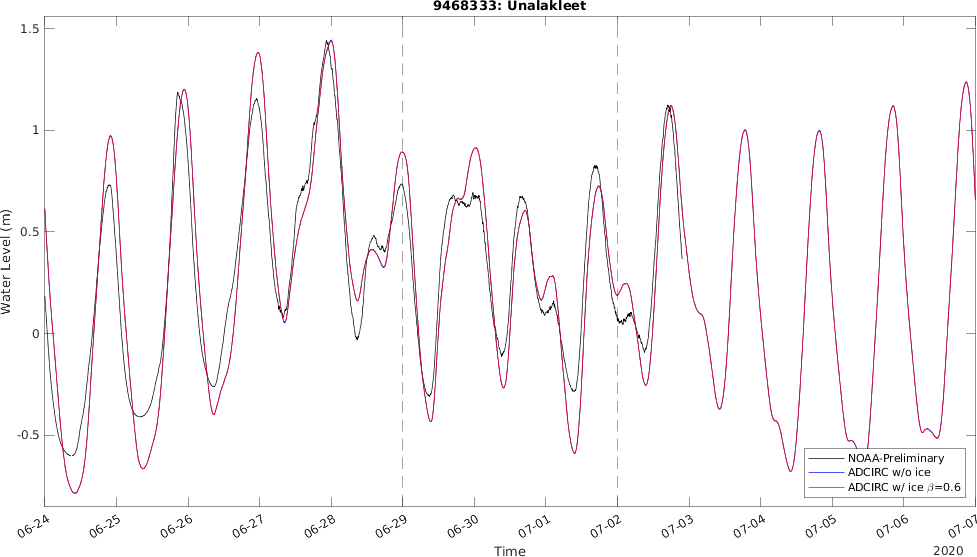 9468333: Unalakleet
1.5
1
0.5
0
-0.5
Water Level (m)
NOAA-Preliminary
ADCIRC w/o ice
ADCIRC w/ ice β=0.6
06-24 06-25 06-26 06-27 06-28 06-29 06-30 07-01 07-02 07-03 07-04 07-05 07-06 07-07
2020
Time